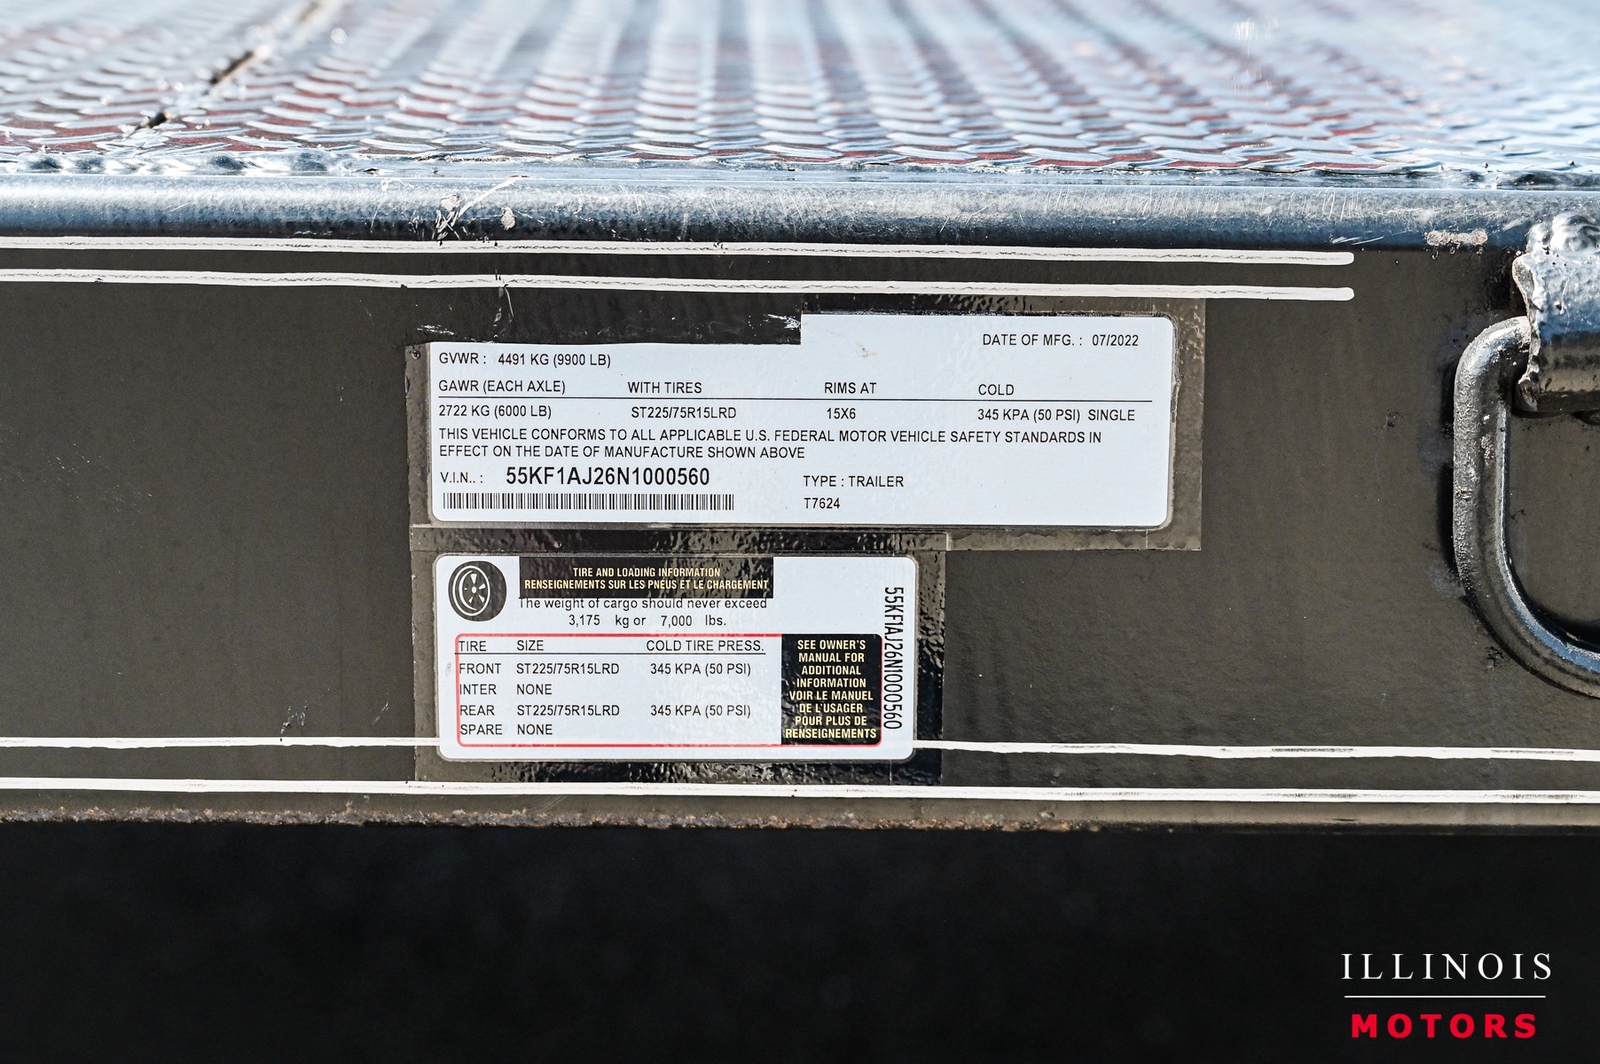 DATE OF MFG. : 07/2022
GVWR : 4491 KG (9900 LB)
GAWR (EACH AXLE) WITH TIRES RIMS AT COLD
2722 KG (6000 LB) ST225/75R15LRD 15X6 345 KPA (50 PSI) SINGLE
THIS VEHICLE CONFORMS TO ALL APPLICABLE U.S. FEDERAL MOTOR VEHICLE SAFETY STANDARDS IN
EFFECT ON THE DATE OF MANUFACTURE SHOWN ABOVE
V.I.N.. : 55KF1AJ26N1000560 TYPE : TRAILER
T7624
TIRE AND LOADING INFORMATION
RENSEIGNEMENTS SUR LES PNEUS ET LE CHARGEMENT
The weight of cargo should never exceed
3,175 kg or 7,000 lbs.
TIRE SIZE COLD TIRE PRESS.
FRONT ST225/75R15LRD 345 KPA (50 PSI)
INTER NONE
REAR ST225/75R15LRD 345 KPA (50 PSI)
SPARE NONE
SEE OWNER'S
MANUAL FOR
ADDITIONAL
INFORMATION
VOIR LE MANUEL
DE L'USAGER
POUR PLUS DE
RENSEIGNEMENTS
55KF1AJ26N1000560
ILLINOIS
MOTORS